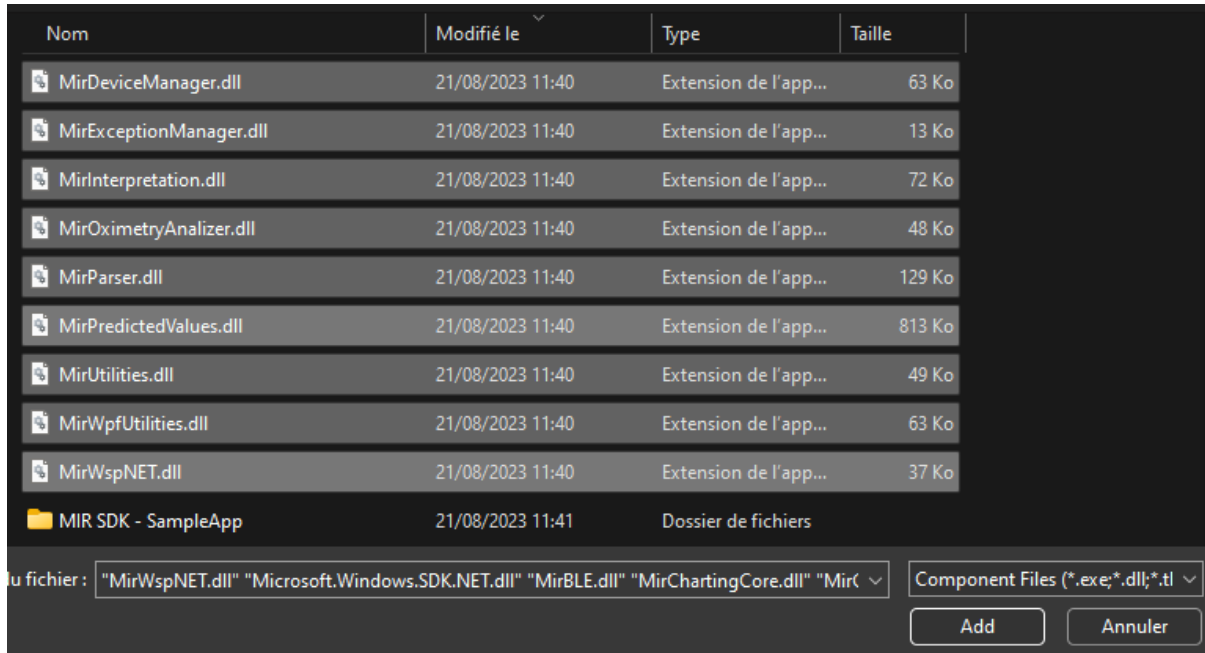 Nom Modifié le Type Taille
MirDeviceManager.dll 21/08/2023 11:40 Extension de l'app... 63 Ko
MirExceptionManager.dll 21/08/2023 11:40 Extension de l'app... 13 Ko
MirInterpretation.dll 21/08/2023 11:40 Extension de l'app... 72 Ko
MirOximetryAnalizer.dll 21/08/2023 11:40 Extension de l'app... 48 Ko
MirParser.dll 21/08/2023 11:40 Extension de l'app... 129 Ko
MirPredictedValues.dll 21/08/2023 11:40 Extension de l'app... 813 Ko
MirUtilities.dll 21/08/2023 11:40 Extension de l'app... 49 Ko
MirWpfUtilities.dll 21/08/2023 11:40 Extension de l'app... 63 Ko
MirWspNET.dll 21/08/2023 11:40 Extension de l'app... 37 Ko
MIR SDK - SampleApp 21/08/2023 11:41 Dossier de fichiers
du fichier : "MirWspNET.dll" "Microsoft.Windows.SDK.NET.dll" "MirBLE.dll" "MirChartingCore.dll" "Mir Component Files (*.exe;*.dll;*.tl
Add Annuler